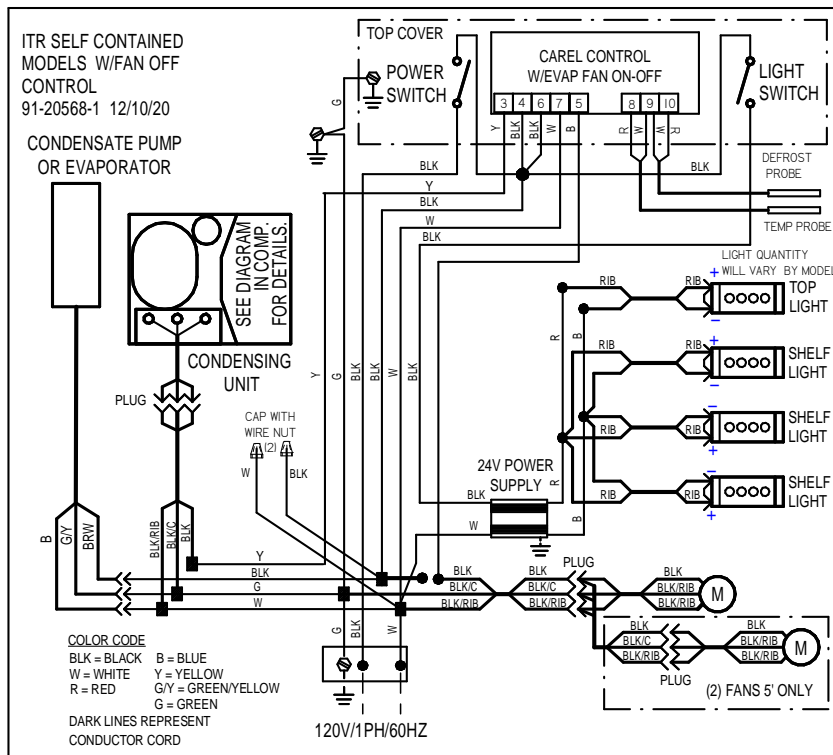 ITR SELF CONTAINED
MODELS W/FAN OFF
CONTROL
91-20568-1 12/10/20
CONDENSATE PUMP
OR EVAPORATOR
TOP COVER
POWER
SWITCH
CAREL CONTROL
W/EVAP FAN ON-OFF
3 4 6 7 5 8 9 10
LIGHT
SWITCH
G
Y
BLK
BLK
W
B
R
W
W
R
BLK
BLK
DEFROST
PROBE
TEMP PROBE
Y
BLK
W
BLK
SEE DIAGRAM
IN COMP.
FOR DETAILS.
CONDENSING
UNIT
PLUG
LIGHT QUANTITY
WILL VARY BY MODEL
RIB
RIB
+
−
TOP
LIGHT
R
B
RIB
+
−
SHELF
LIGHT
RIB
RIB
−
+
SHELF
LIGHT
RIB
RIB
RIB
−
+
SHELF
LIGHT
Y
G
BLK
BLK
W
BLK
CAP WITH
WIRE NUT
(2)
W
BLK
24V POWER
SUPPLY
BLK
W
R
B
B
G/Y
BRW
BLK/RIB
BLK/C
BLK
Y
BLK
G
W
BLK
BLK/C
BLK/RIB
BLK
BLK/C
BLK/RIB
PLUG
BLK
BLK/RIB
BLK/RIB
M
BLK
BLK/C
BLK/RIB
PLUG
BLK
BLK/RIB
BLK/RIB
M
(2) FANS 5' ONLY
G
BLK
W
120V/1PH/60HZ
COLOR CODE
BLK = BLACK B = BLUE
W = WHITE Y = YELLOW
R = RED G/Y = GREEN/YELLOW
G = GREEN
DARK LINES REPRESENT
CONDUCTOR CORD